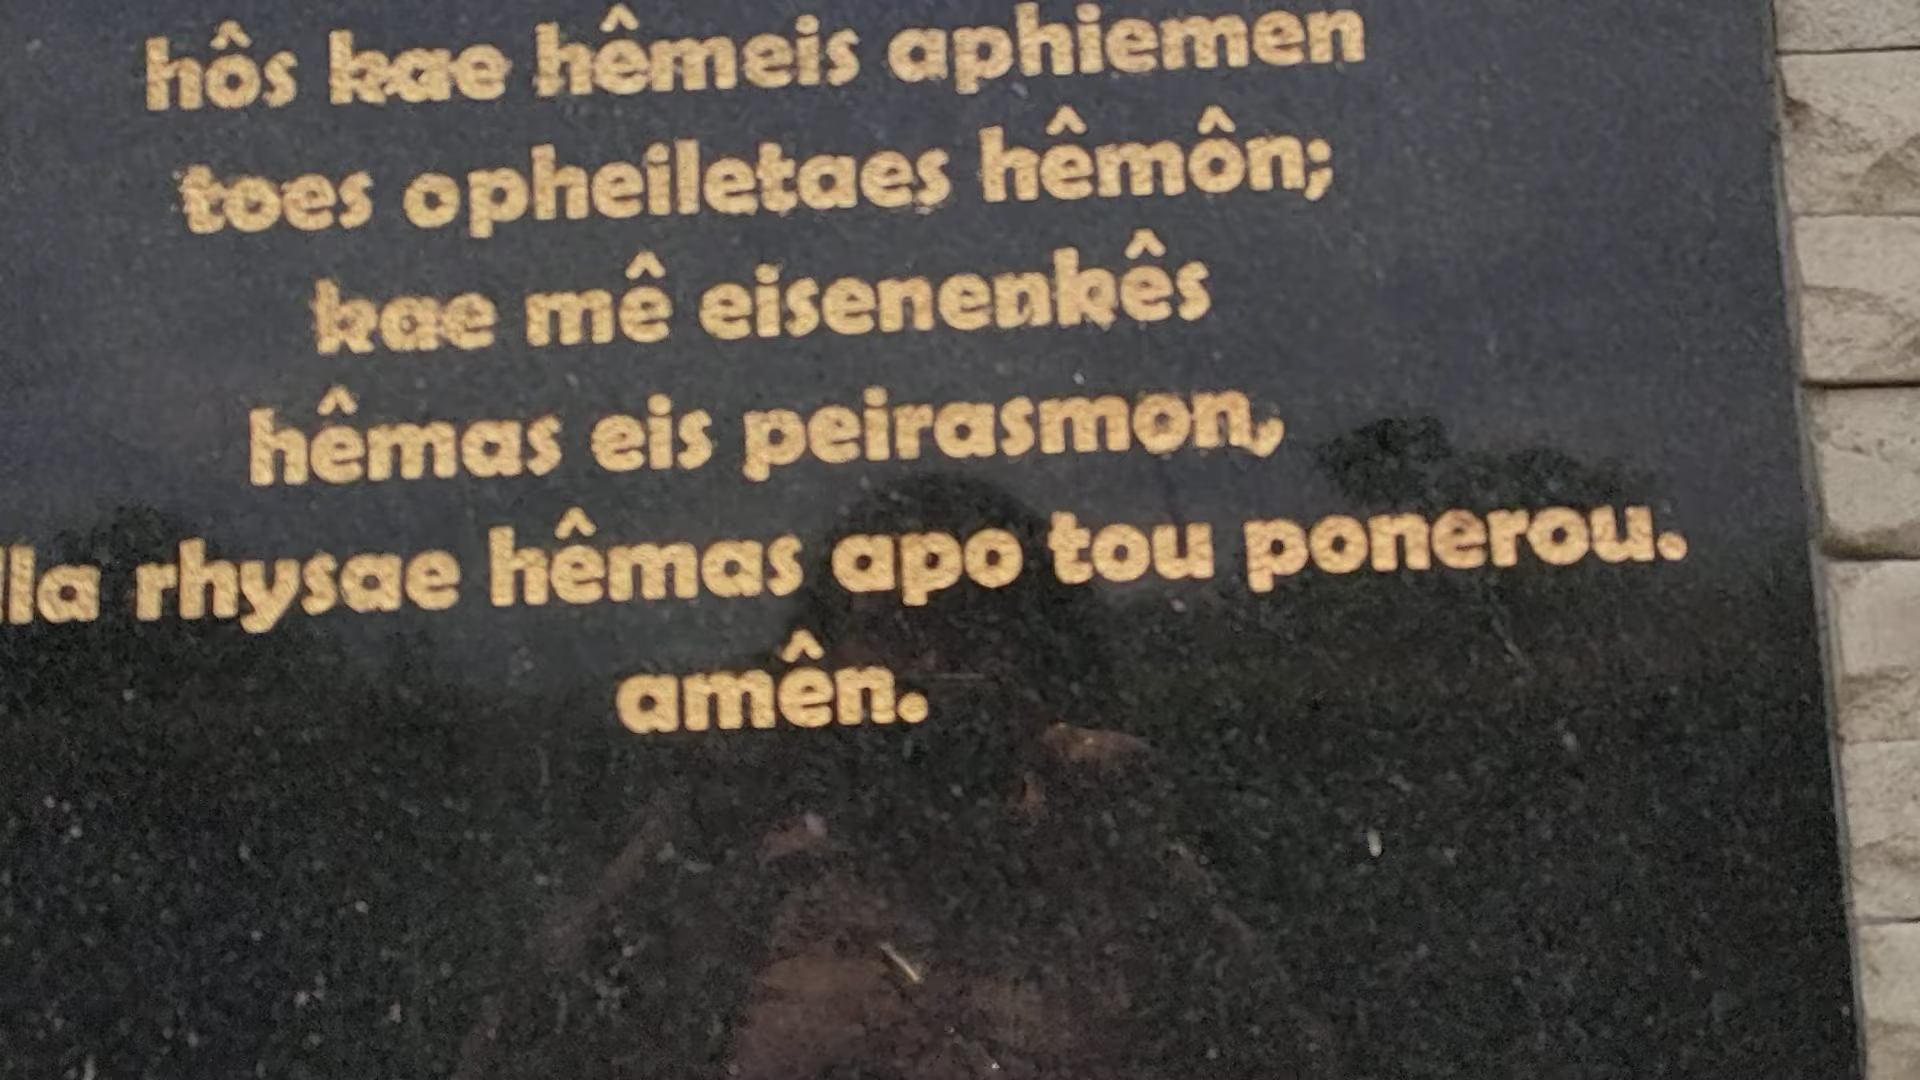 hôs kae hêmeis aphiemen
toes opheiletaes hêmôn;
kae mê eisenenkês
hêmas eis peirasmon,
lla rhysae hêmas apo tou ponerou.
amên.